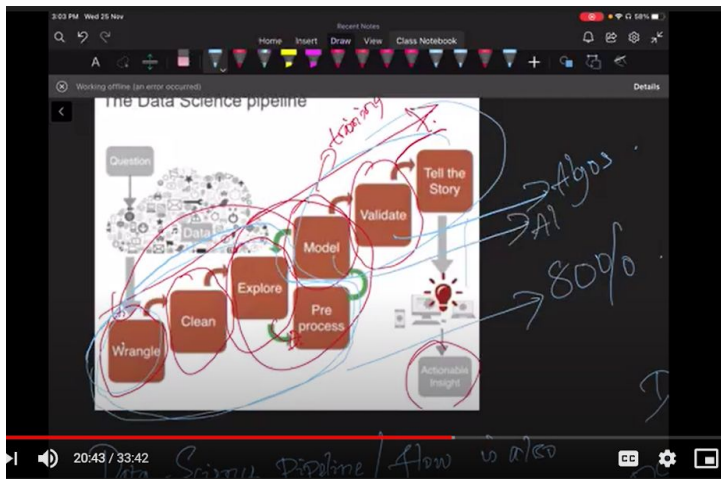 3:03 PM Wed 25 Nov
58%
Recent Notes
Home Insert Draw View Class Notebook
A
Working offline (an error occurred)
Details
The Data Science pipeline
training
Question
Tell the
Story
Algos
Validate
AI
Data
Model
80%
Explore
Pre
process
Clean
Wrangle
Actionable
Insight
Data Science Pipeline / flow is also
20:43 / 33:42
CC